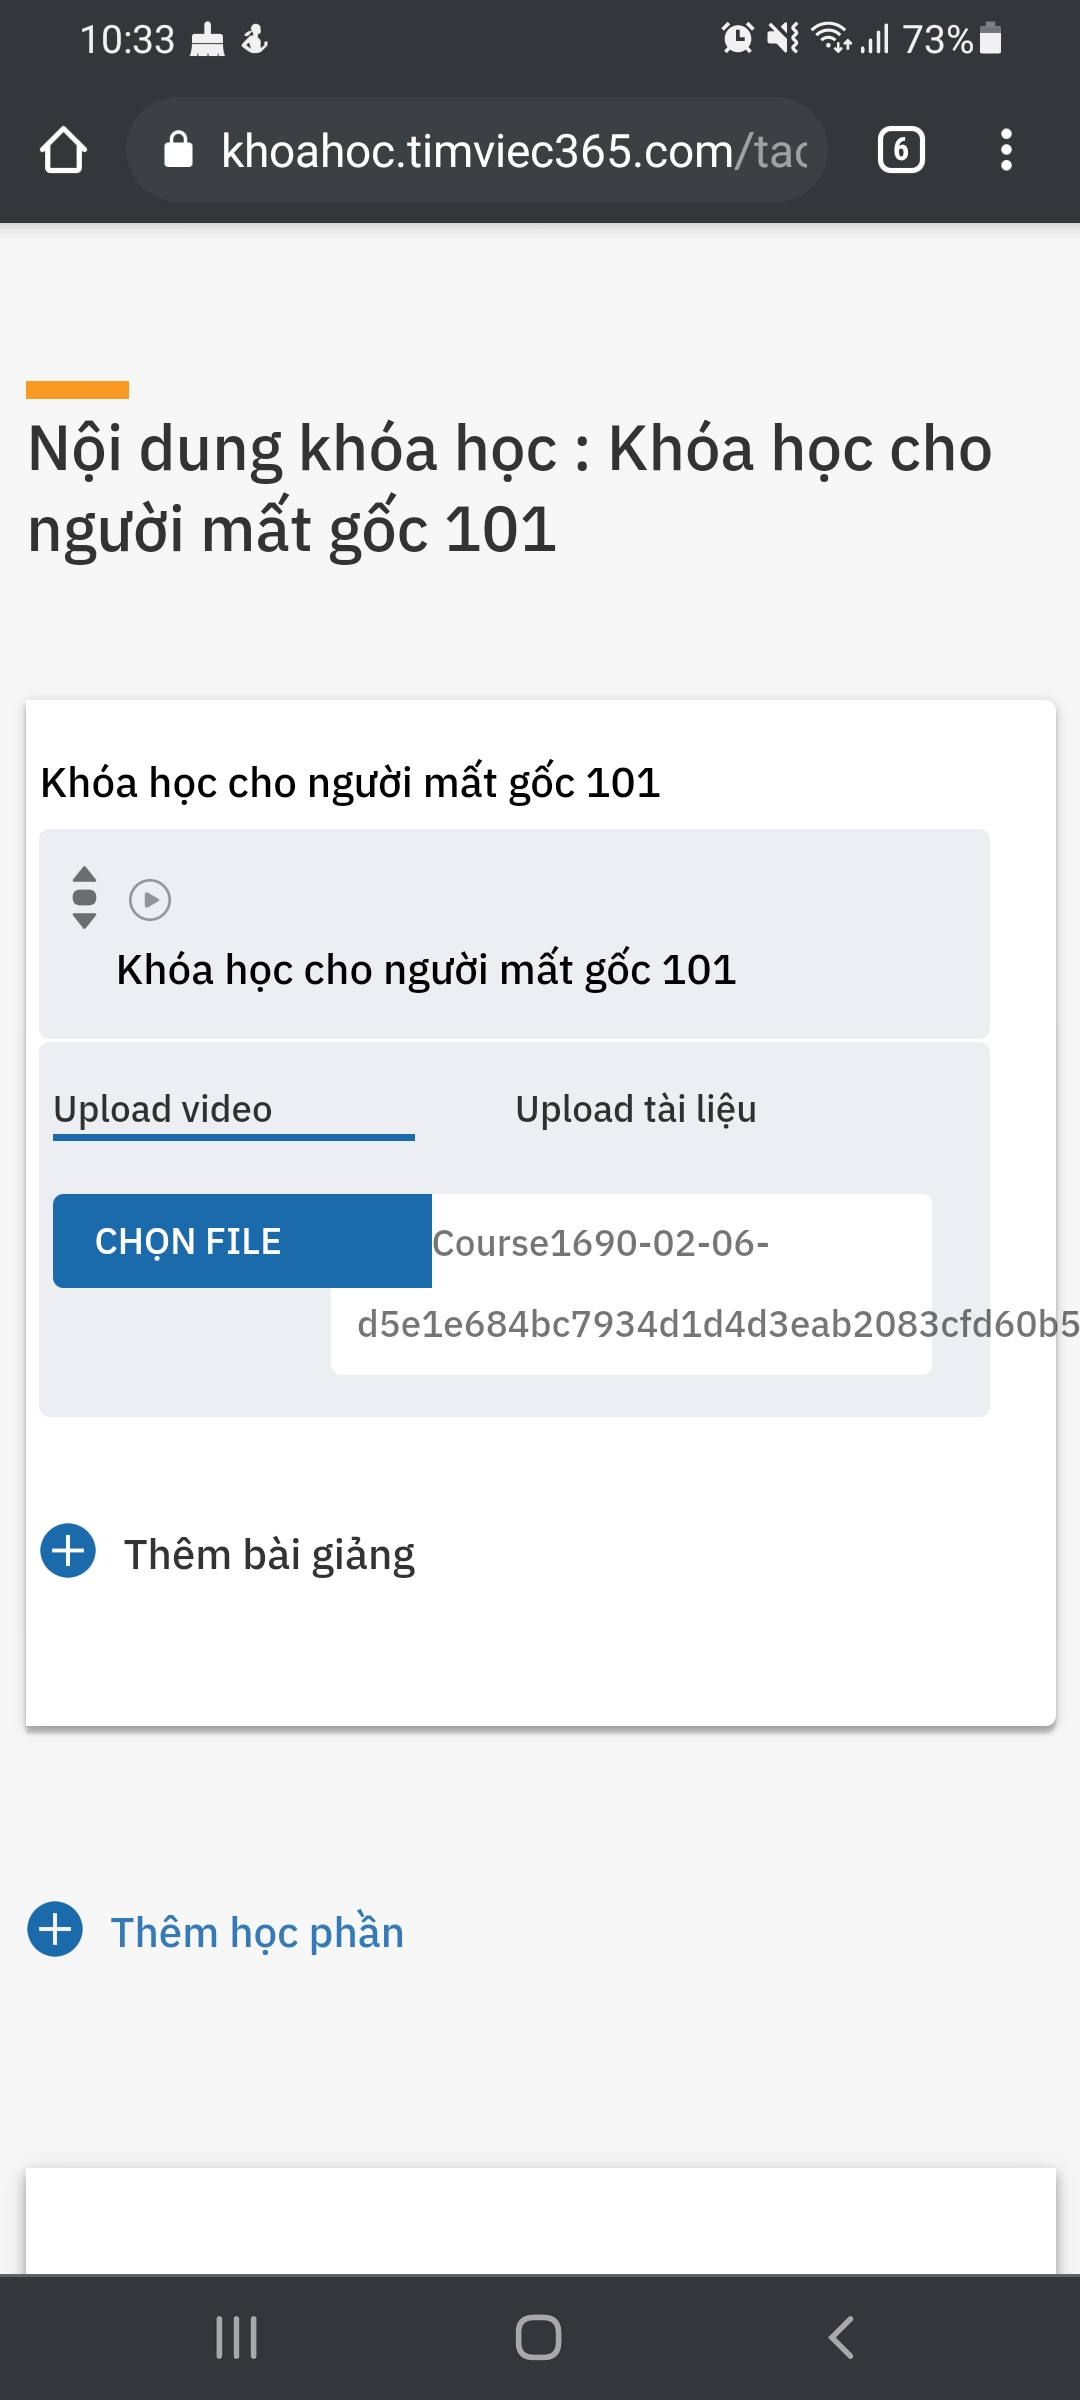 10:33
73%
khoahoc.timviec365.com/tac
6
Nội dung khóa học : Khóa học cho
người mất gốc 101
Khóa học cho người mất gốc 101
Khóa học cho người mất gốc 101
Upload video
Upload tài liệu
CHỌN FILE
Course1690-02-06-
d5e1e684bc7934d1d4d3eab2083cfd60b5
Thêm bài giảng
Thêm học phần